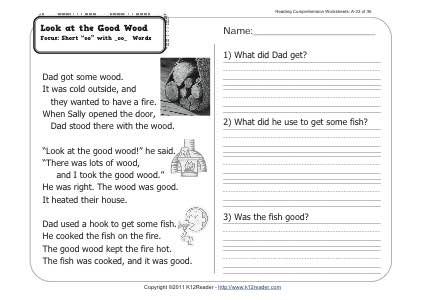 Reading Comprehension Worksheets: A-23 of 36
Look at the Good Wood
Focus: Short "oo" with _oo_ Words
Name:
Dad got some wood.
It was cold outside, and
they wanted to have a fire.
When Sally opened the door,
Dad stood there with the wood.
"Look at the good wood!" he said.
"There was lots of wood,
and I took the good wood."
He was right. The wood was good.
It heated their house.
Dad used a hook to get some fish.
He cooked the fish on the fire.
The good wood kept the fire hot.
The fish was cooked, and it was good.
1) What did Dad get?
2) What did he use to get some fish?
3) Was the fish good?
Copyright ©2011 K12Reader - http://www.k12reader.com